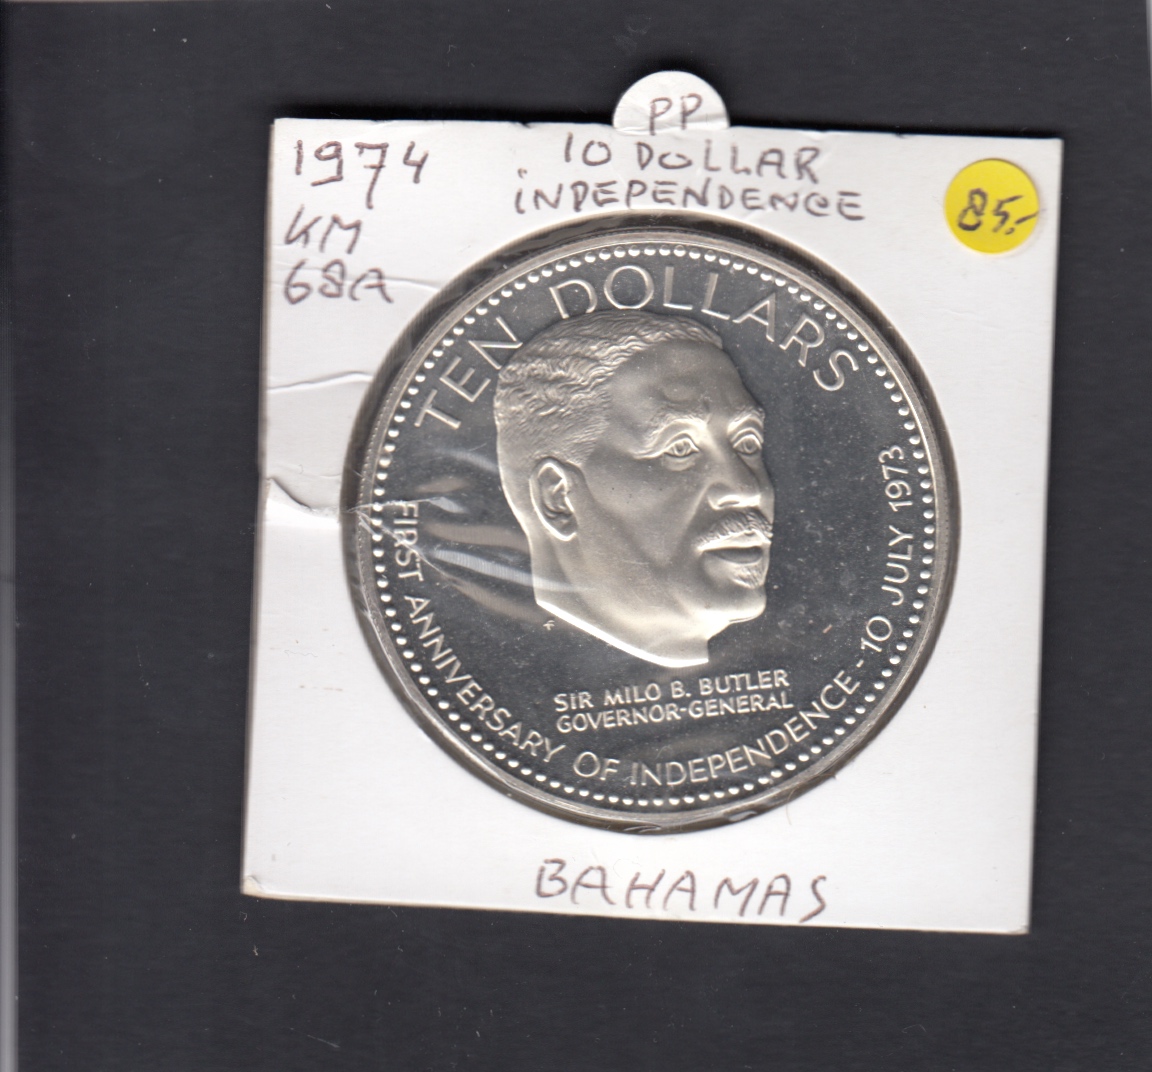 PP
1974
10 DOLLAR
INDEPENDENCE
KM
68A
85,-
TEN DOLLARS
SIR MILO B. BUTLER
GOVERNOR-GENERAL
FIRST ANNIVERSARY OF INDEPENDENCE - 10 JULY 1973
BAHAMAS